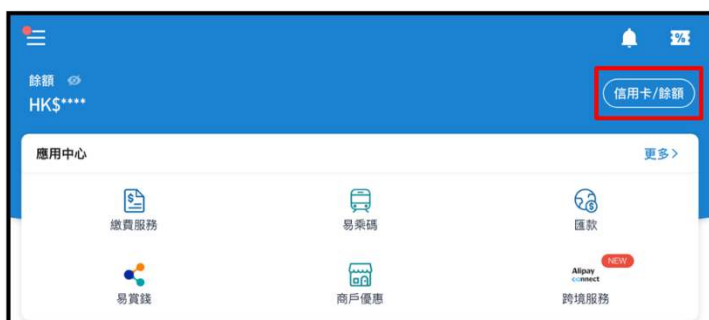 餘額
HK$****
信用卡/餘額
應用中心
更多>
繳費服務
易乘碼
匯款
易賞錢
商戶優惠
Alipay connect
NEW
跨境服務